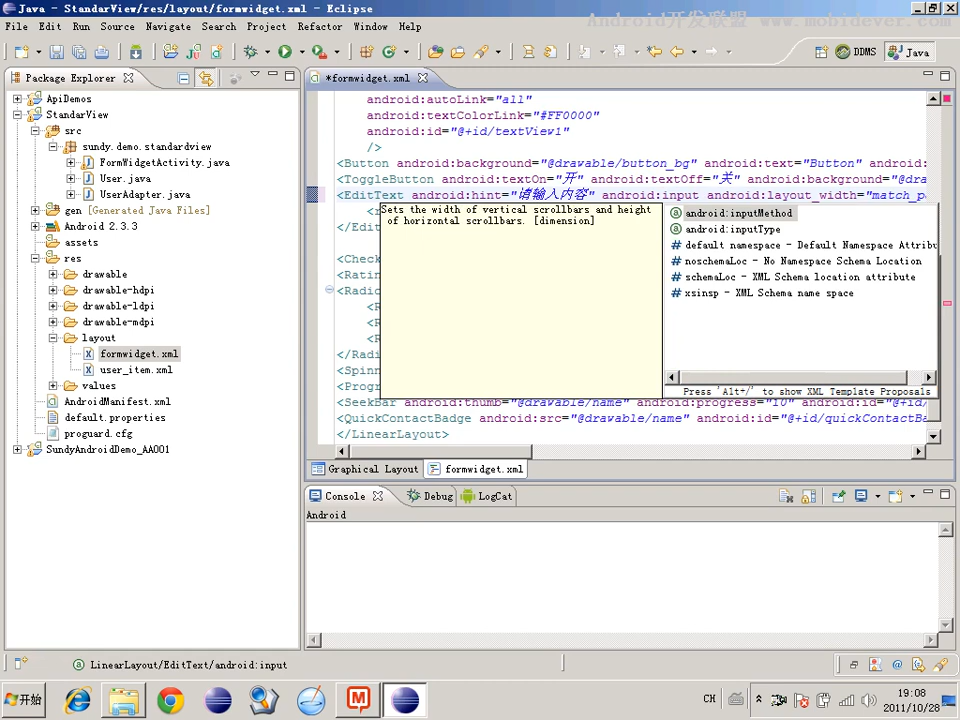 Java - StandarView/res/layout/formwidget.xml - Eclipse
Android开发联盟 www.mobidever.com
File Edit Run Source Navigate Search Project Refactor Window Help
DDMS
Java
Package Explorer
*formwidget.xml
ApiDemos
StandarView
src
sundy.demo.standardview
FormWidgetActivity.java
User.java
UserAdapter.java
gen [Generated Java Files]
Android 2.3.3
assets
res
drawable
drawable-hdpi
drawable-ldpi
drawable-mdpi
layout
formwidget.xml
user_item.xml
values
AndroidManifest.xml
default.properties
proguard.cfg
SundyAndroidDemo_AA001
android:autoLink="all"
android:textColorLink="#FF0000"
android:id="@+id/textView1"
/>
<Button android:background="@drawable/button_bg" android:text="Button" android:
<ToggleButton android:textOn="开" android:textOff="关" android:background="@dra
<EditText android:hint="请输入内容" android:input android:layout_width="match_p
<r
</Edit
<Check
<Ratin
<Radio
<R
<R
<R
</Radi
<Spinn
<Progr
<SeekBar android:thumb="@drawable/name" android:progress="10" android:id="@+id/
<QuickContactBadge android:src="@drawable/name" android:id="@+id/quickContactBa
</LinearLayout>
Sets the width of vertical scrollbars and height
of horizontal scrollbars. [dimension]
android:inputMethod
android:inputType
default namespace - Default Namespace Attribu
noschemaLoc - No Namespace Schema Location
schemaLoc - XML Schema location attribute
xsinsp - XML Schema name space
Press 'Alt+/' to show XML Template Proposals
Graphical Layout
formwidget.xml
Console
Debug
LogCat
Android
LinearLayout/EditText/android:input
开始
CH
19:08
2011/10/28